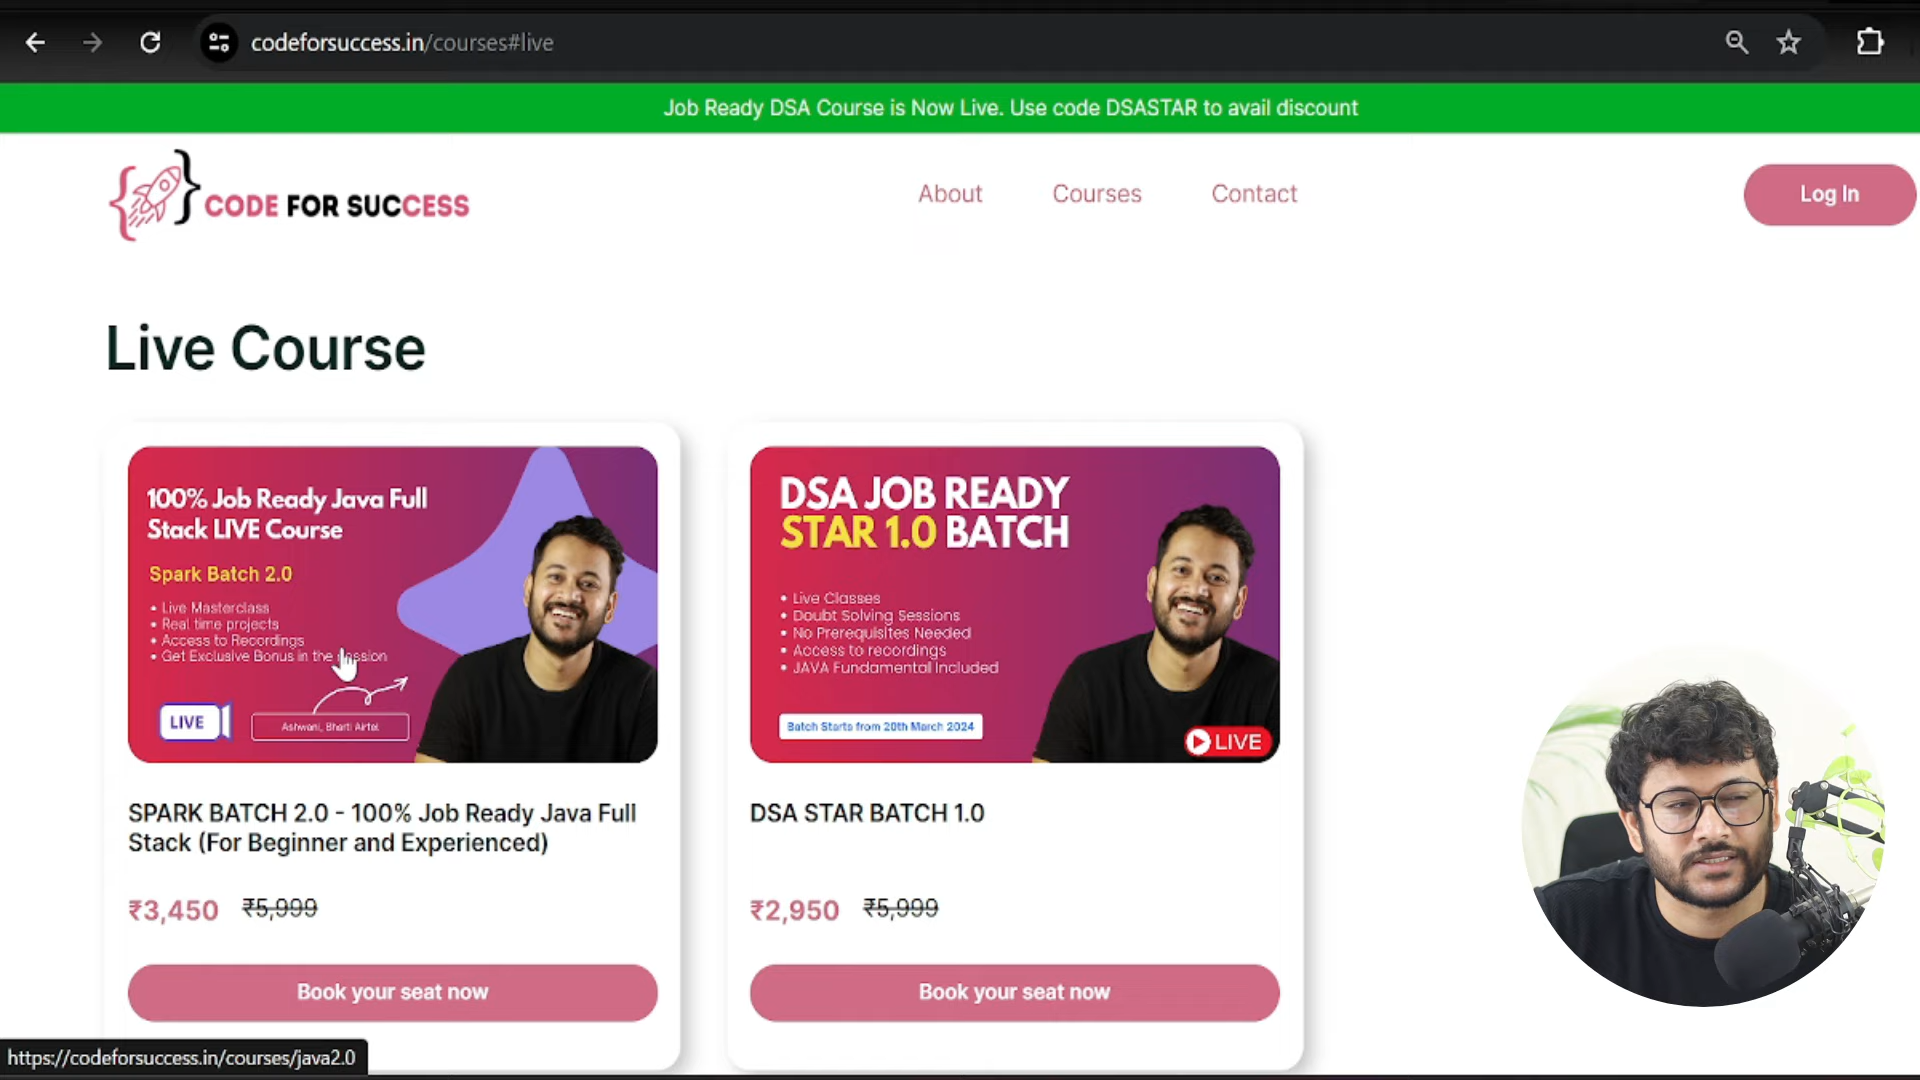 codeforsuccess.in/courses#live
Job Ready DSA Course is Now Live. Use code DSASTAR to avail discount
CODE FOR SUCCESS
About
Courses
Contact
Log In
Live Course
100% Job Ready Java Full
Stack LIVE Course
Spark Batch 2.0
• Live Masterclass
• Real time projects
• Access to Recordings
• Get Exclusive Bonus in the
LIVE
Ashwani, Bharti Airtel
SPARK BATCH 2.0 - 100% Job Ready Java Full
Stack (For Beginner and Experienced)
₹3,450 ₹5,999
Book your seat now
DSA JOB READY
STAR 1.0 BATCH
• Live Classes
• Doubt Solving Sessions
• No Prerequisites Needed
• Access to recordings
• JAVA Fundamental Included
Batch Starts from 20th March 2024
LIVE
DSA STAR BATCH 1.0
₹2,950 ₹5,999
Book your seat now
https://codeforsuccess.in/courses/java2.0